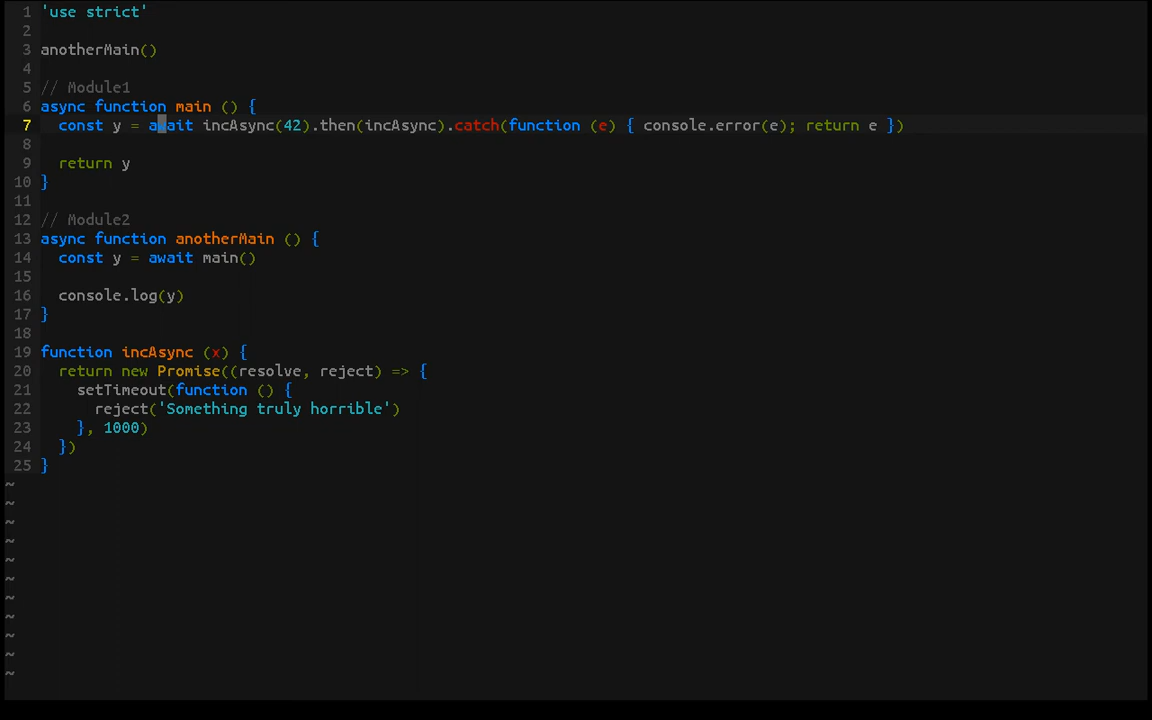 1 'use strict'
2
3 anotherMain()
4
5 // Module1
6 async function main () {
7   const y = await incAsync(42).then(incAsync).catch(function (e) { console.error(e); return e })
8
9   return y
10 }
11
12 // Module2
13 async function anotherMain () {
14   const y = await main()
15
16   console.log(y)
17 }
18
19 function incAsync (x) {
20   return new Promise((resolve, reject) => {
21     setTimeout(function () {
22       reject('Something truly horrible')
23     }, 1000)
24   })
25 }
~
~
~
~
~
~
~
~
~
~
~